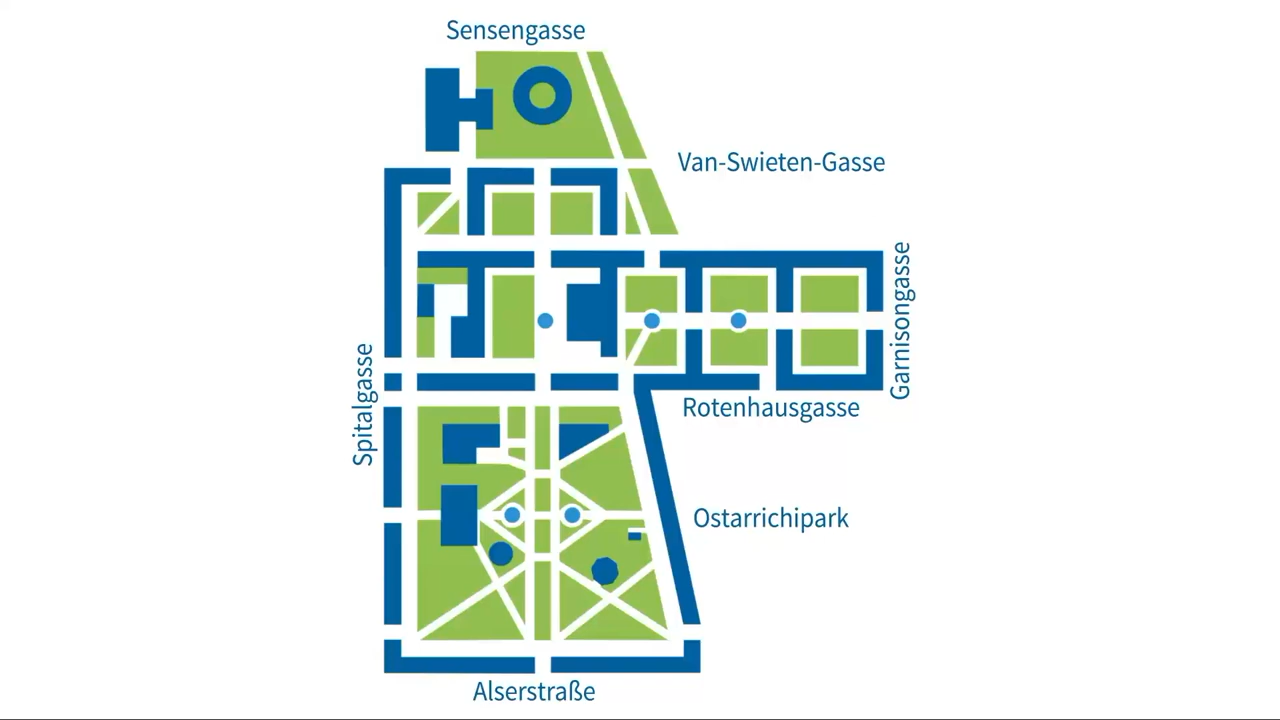 Sensengasse
Van-Swieten-Gasse
Garnisongasse
Spitalgasse
Rotenhausgasse
Ostarrichipark
Alserstraße